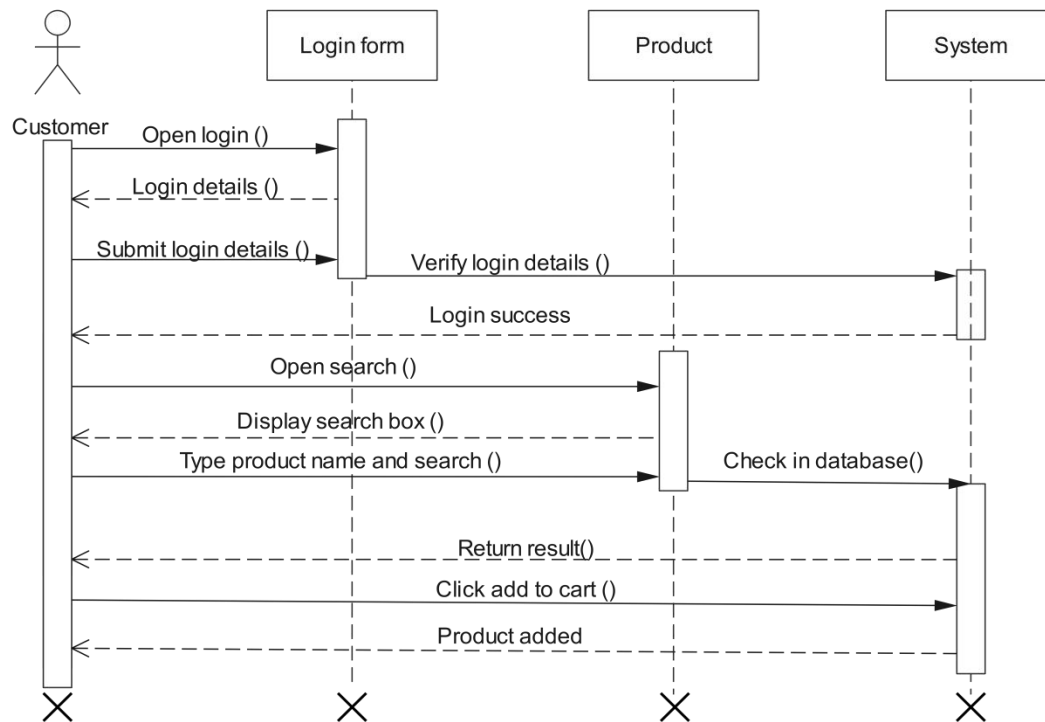 Login form
Product
System
Customer
Open login ()
Login details ()
Submit login details ()
Verify login details ()
Login success
Open search ()
Display search box ()
Type product name and search ()
Check in database()
Return result()
Click add to cart ()
Product added